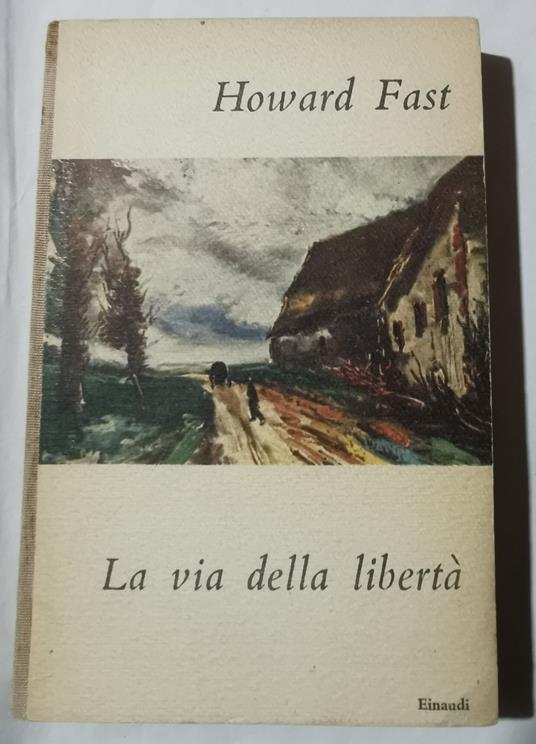 Howard Fast
La via della libertà
Einaudi